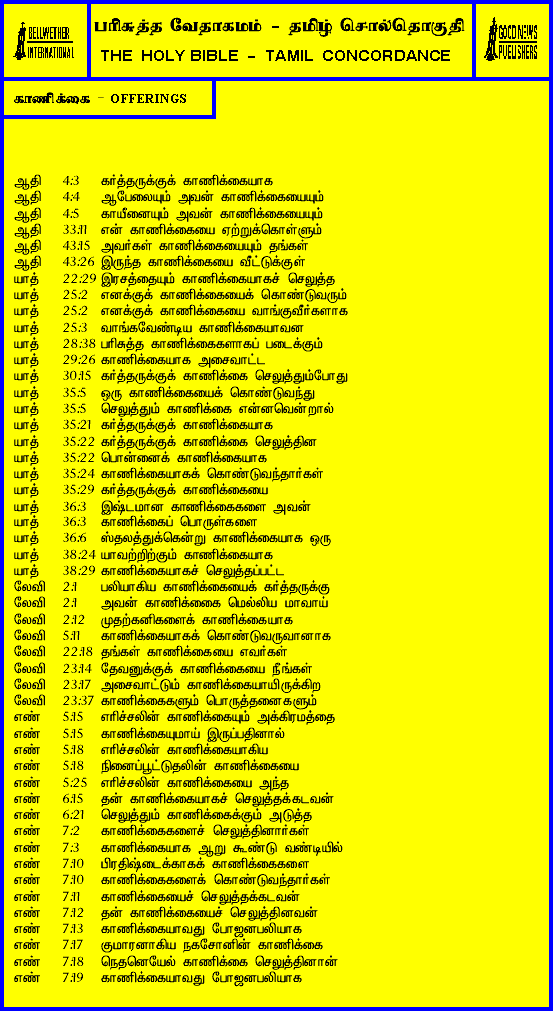 BELLWETHER
INTERNATIONAL
பரிசுத்த வேதாகமம் - தமிழ் சொல்தொகுதி
THE HOLY BIBLE - TAMIL CONCORDANCE
GOOD NEWS
PUBLISHERS
காணிக்கை - OFFERINGS
ஆதி 4:3 கர்த்தருக்குக் காணிக்கையாக
ஆதி 4:4 ஆபேலையும் அவன் காணிக்கையையும்
ஆதி 4:5 காயீனையும் அவன் காணிக்கையையும்
ஆதி 33:11 என் காணிக்கையை ஏற்றுக்கொள்ளும்
ஆதி 43:15 அவர்கள் காணிக்கையையும் தங்கள்
ஆதி 43:26 இருந்த காணிக்கையை வீட்டுக்குள்
யாத் 22:29 இரசத்தையும் காணிக்கையாகச் செலுத்த
யாத் 25:2 எனக்குக் காணிக்கையைக் கொண்டுவரும்
யாத் 25:2 எனக்குக் காணிக்கையை வாங்குவீர்களாக
யாத் 25:3 வாங்கவேண்டிய காணிக்கையாவன
யாத் 28:38 பரிசுத்த காணிக்கைகளாகப் படைக்கும்
யாத் 29:26 காணிக்கையாக அசைவாட்ட
யாத் 30:15 கர்த்தருக்குக் காணிக்கை செலுத்தும்போது
யாத் 35:5 ஒரு காணிக்கையைக் கொண்டுவந்து
யாத் 35:5 செலுத்தும் காணிக்கை என்னவென்றால்
யாத் 35:21 கர்த்தருக்குக் காணிக்கையாக
யாத் 35:22 கர்த்தருக்குக் காணிக்கை செலுத்தின
யாத் 35:22 பொன்னைக் காணிக்கையாக
யாத் 35:24 காணிக்கையாகக் கொண்டுவந்தார்கள்
யாத் 35:29 கர்த்தருக்குக் காணிக்கையை
யாத் 36:3 இஷ்டமான காணிக்கைகளை அவன்
யாத் 36:3 காணிக்கைப் பொருள்களை
யாத் 36:6 ஸ்தலத்துக்கென்று காணிக்கையாக ஒரு
யாத் 38:24 யாவற்றிற்கும் காணிக்கையாக
யாத் 38:29 காணிக்கையாகச் செலுத்தப்பட்ட
லேவி 2:1 பலியாகிய காணிக்கையைக் கர்த்தருக்கு
லேவி 2:1 அவன் காணிக்கை மெல்லிய மாவாய்
லேவி 2:12 முதற்கனிகளைக் காணிக்கையாக
லேவி 5:11 காணிக்கையாகக் கொண்டுவருவானாக
லேவி 22:18 தங்கள் காணிக்கையை எவர்கள்
லேவி 23:14 தேவனுக்குக் காணிக்கையை நீங்கள்
லேவி 23:17 அசைவாட்டும் காணிக்கையாயிருக்கிற
லேவி 23:37 காணிக்கைகளும் பொருத்தனைகளும்
எண் 5:15 எரிச்சலின் காணிக்கையும் அக்கிரமத்தை
எண் 5:15 காணிக்கையுமாய் இருப்பதினால்
எண் 5:18 எரிச்சலின் காணிக்கையாகிய
எண் 5:18 நினைப்பூட்டுதலின் காணிக்கையை
எண் 5:25 எரிச்சலின் காணிக்கையை அந்த
எண் 6:15 தன் காணிக்கையாகச் செலுத்தக்கடவன்
எண் 6:21 செலுத்தும் காணிக்கைக்கும் அடுத்த
எண் 7:2 காணிக்கைகளைச் செலுத்தினார்கள்
எண் 7:3 காணிக்கையாக ஆறு கூண்டு வண்டியில்
எண் 7:10 பிரதிஷ்டைக்காகக் காணிக்கைகளை
எண் 7:10 காணிக்கைகளைக் கொண்டுவந்தார்கள்
எண் 7:11 காணிக்கையைச் செலுத்தக்கடவன்
எண் 7:12 தன் காணிக்கையைச் செலுத்தினவன்
எண் 7:13 காணிக்கையாவது போஜனபலியாக
எண் 7:17 குமாரனாகிய நகசோனின் காணிக்கை
எண் 7:18 நெதனெயேல் காணிக்கை செலுத்தினான்
எண் 7:19 காணிக்கையாவது போஜனபலியாக